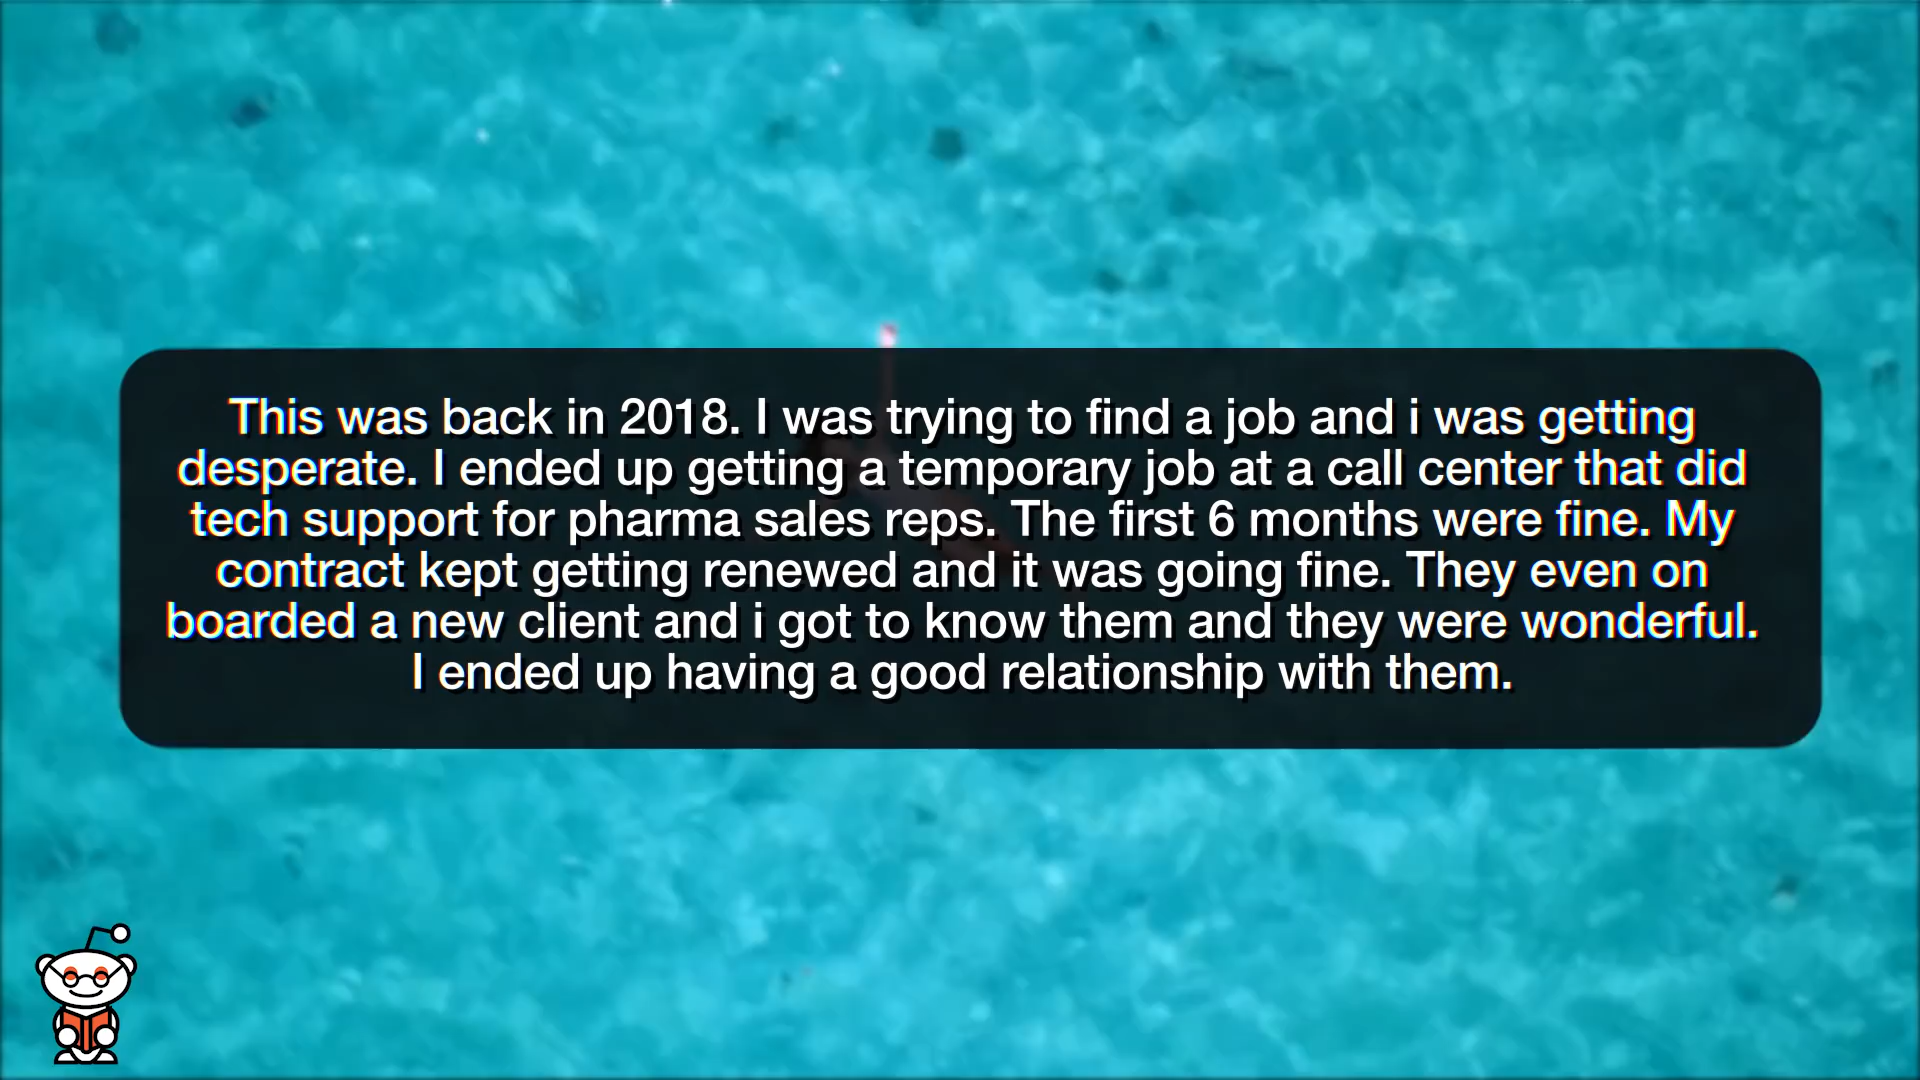 This was back in 2018. I was trying to find a job and i was getting
desperate. I ended up getting a temporary job at a call center that did
tech support for pharma sales reps. The first 6 months were fine. My
contract kept getting renewed and it was going fine. They even on
boarded a new client and i got to know them and they were wonderful.
I ended up having a good relationship with them.